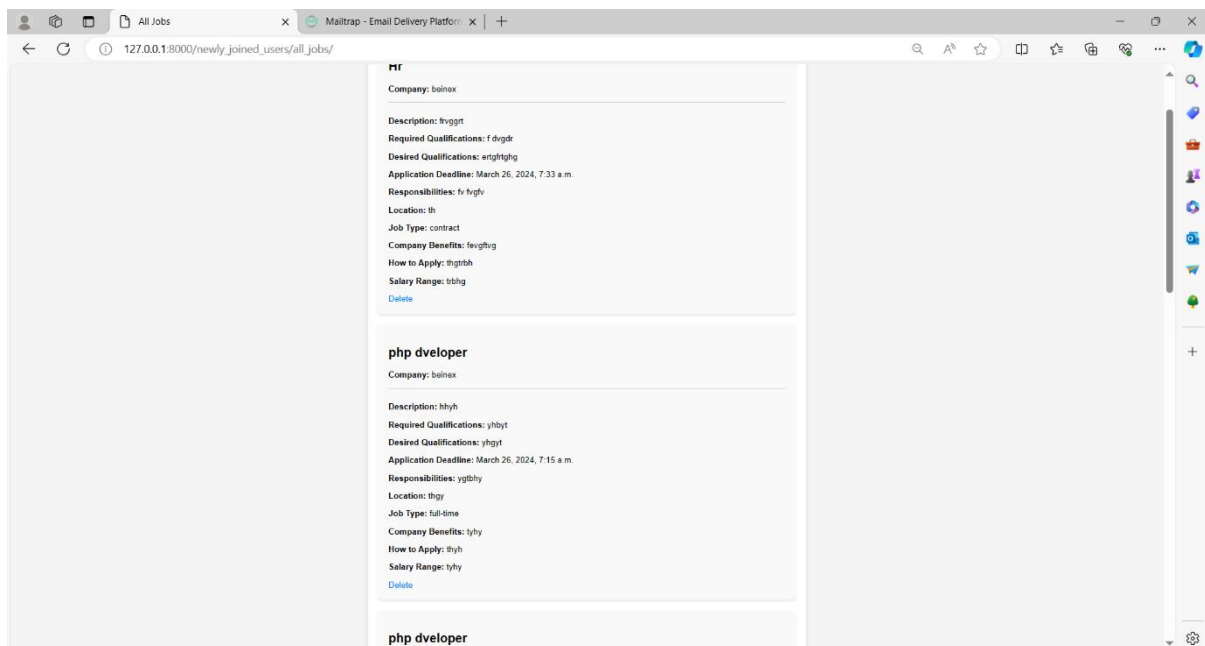 All Jobs
Mailtrap - Email Delivery Platform
127.0.0.1:8000/newly_joined_users/all_jobs/
Hr
Company: beinex
Description: frvggrt
Required Qualifications: f dvgdr
Desired Qualifications: ertgfrtghg
Application Deadline: March 26, 2024, 7:33 a.m.
Responsibilities: fv fvgfv
Location: th
Job Type: contract
Company Benefits: fevgftvg
How to Apply: thgtrbh
Salary Range: trbhg
Delete
php dveloper
Company: beinex
Description: hhyh
Required Qualifications: yhbyt
Desired Qualifications: yhgyt
Application Deadline: March 26, 2024, 7:15 a.m.
Responsibilities: ygtbhy
Location: thgy
Job Type: full-time
Company Benefits: tyhy
How to Apply: thyh
Salary Range: tyhy
Delete
php dveloper